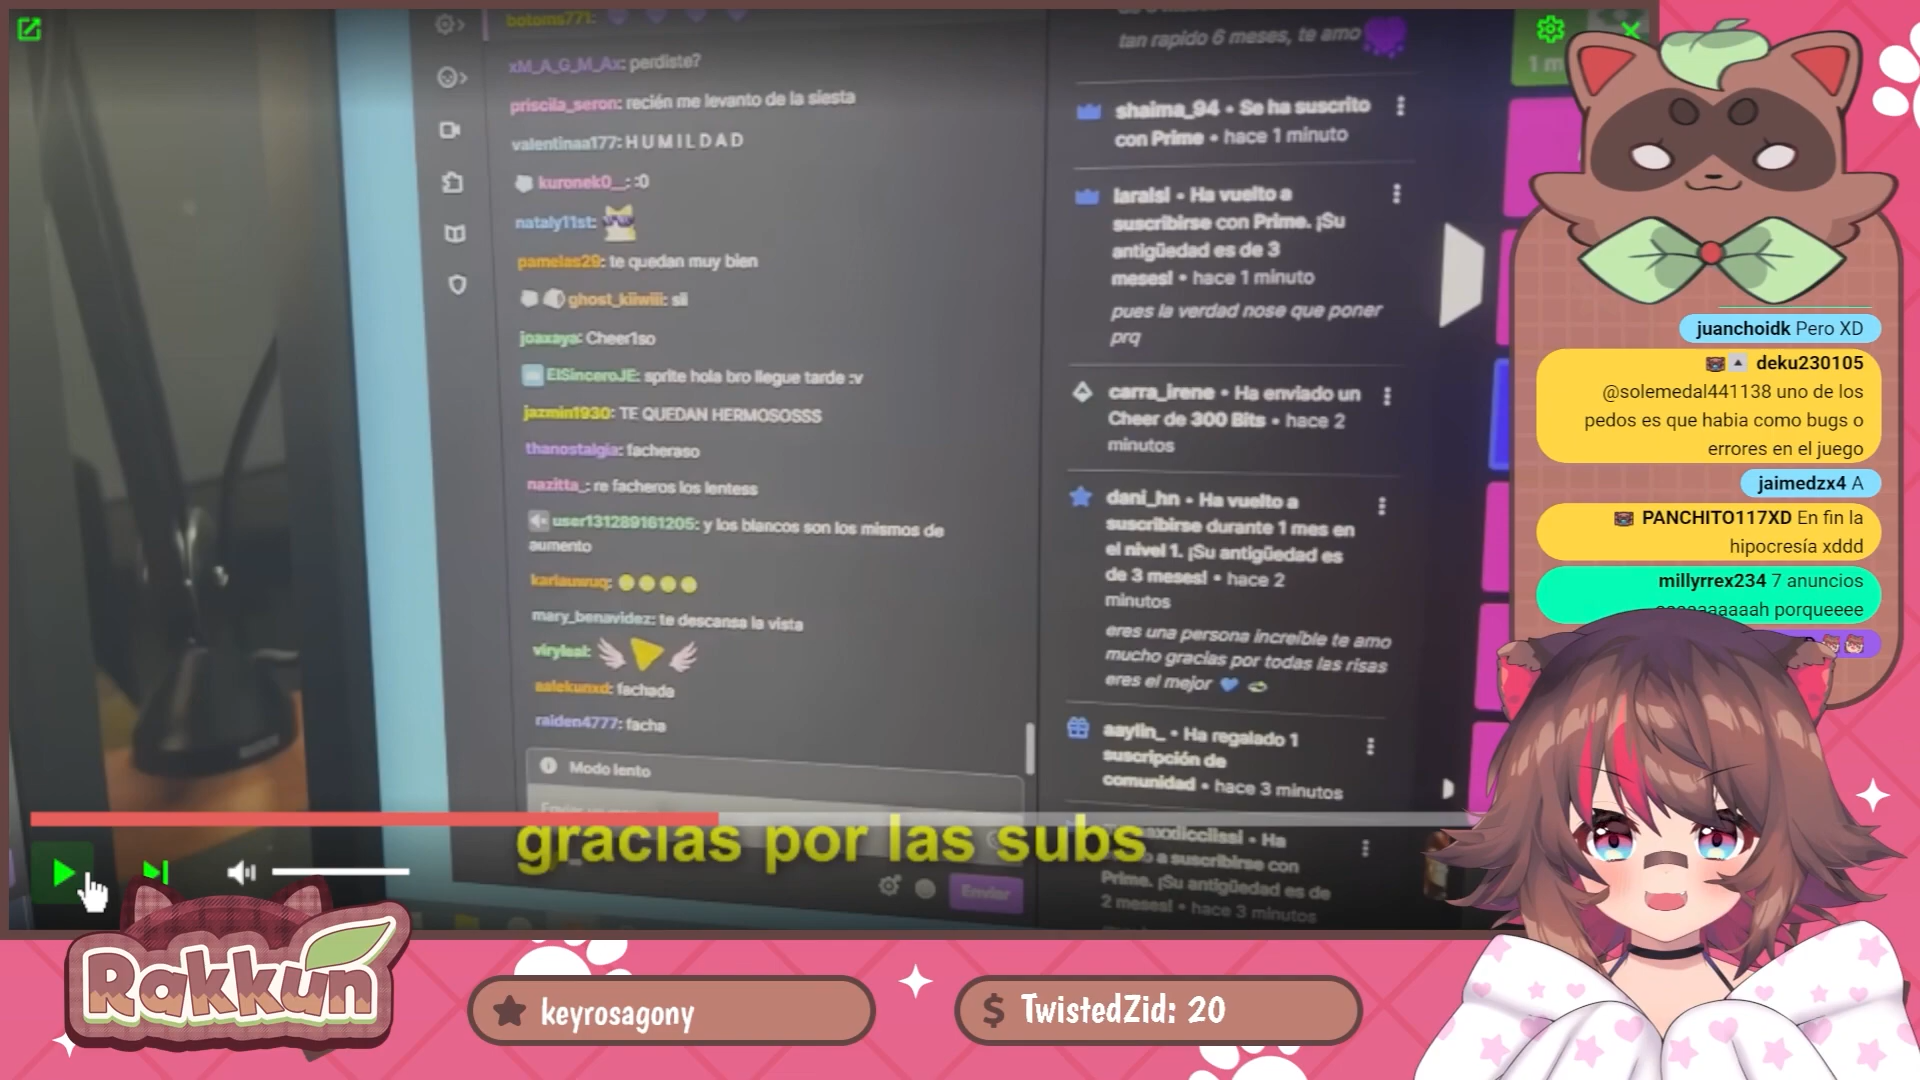 botoms771:
xM_A_G_M_Ax: perdiste?
priscila_seron: recién me levanto de la siesta
valentinaa177: H U M I L D A D
kuronek0__: :0
nataly11st:
pamelas29: te quedan muy bien
ghost_kiiwiii: sii
joaxaya: Cheer1so
ElSinceroJE: sprite hola bro llegue tarde :v
jazmin1930: TE QUEDAN HERMOSOSSS
thanostalgia: facheraso
nazitta_: re facheros los lentess
user131289161205: y los blancos son los mismos de
aumento
karlauwuq:
mary_benavidez: te descansa la vista
viryleal:
aalekunxd: fachada
raiden4777: facha
Modo lento
Enviar
tan rapido 6 meses, te amo
shaima_94 • Se ha suscrito
con Prime • hace 1 minuto
laralsl • Ha vuelto a
suscribirse con Prime. ¡Su
antigüedad es de 3
meses! • hace 1 minuto
pues la verdad nose que poner
prq
carra_irene • Ha enviado un
Cheer de 300 Bits • hace 2
minutos
dani_hn • Ha vuelto a
suscribirse durante 1 mes en
el nivel 1. ¡Su antigüedad es
de 3 meses! • hace 2
minutos
eres una persona increíble te amo
mucho gracias por todas las risas
eres el mejor
aaylin_ • Ha regalado 1
suscripción de
comunidad • hace 3 minutos
Ha
a suscribirse con
Prime. ¡Su antigüedad es de
2 meses! • hace 3 minutos
gracias por las subs
1 m
juanchoidk Pero XD
deku230105
@solemedal441138 uno de los
pedos es que habia como bugs o
errores en el juego
jaimedzx4 A
PANCHITO117XD En fin la
hipocresía xddd
millyrrex234 7 anuncios
porqueeee
Rakkun
keyrosagony
$ TwistedZid: 20